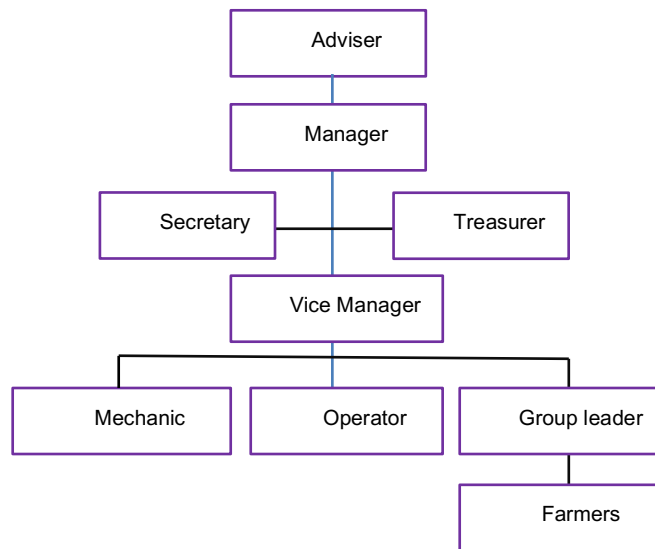 Adviser
Manager
Secretary
Treasurer
Vice Manager
Mechanic
Operator
Group leader
Farmers